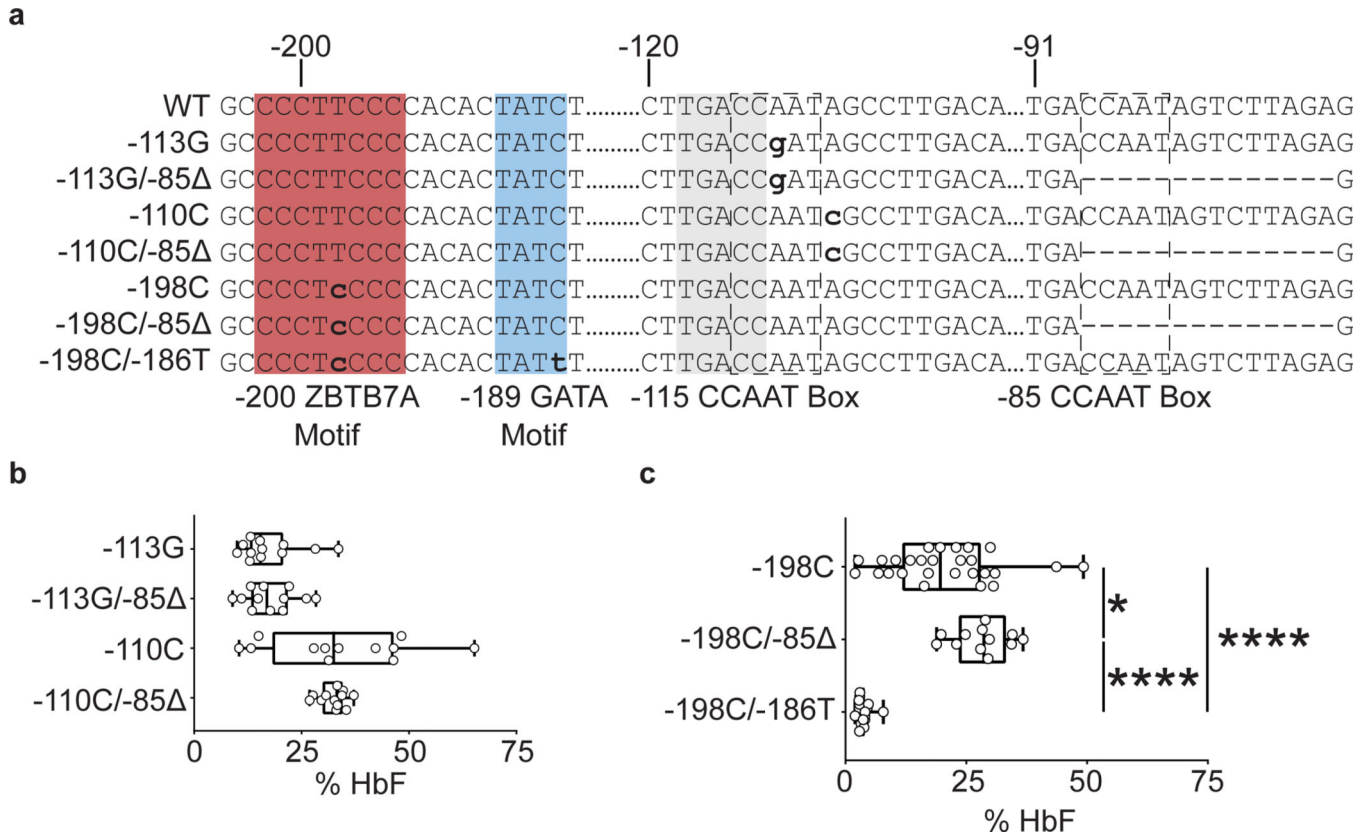 a
-200 -120 -91
WT GCCCCTTCCCCACACTATCT.........CTTGACCAATAGCCTTGACA...TGACCAATAGTCTTAGAG
-113G GCCCCTTCCCCACACTATCT.........CTTGACCgATAGCCTTGACA...TGACCAATAGTCTTAGAG
-113G/-85Δ GCCCCTTCCCCACACTATCT.........CTTGACCgATAGCCTTGACA...TGA--------------G
-110C GCCCCTTCCCCACACTATCT.........CTTGACCAATcGCCTTGACA...TGACCAATAGTCTTAGAG
-110C/-85Δ GCCCCTTCCCCACACTATCT.........CTTGACCAATcGCCTTGACA...TGA--------------G
-198C GCCCCTcCCCCACACTATCT.........CTTGACCAATAGCCTTGACA...TGACCAATAGTCTTAGAG
-198C/-85Δ GCCCCTcCCCCACACTATCT.........CTTGACCAATAGCCTTGACA...TGA--------------G
-198C/-186T GCCCCTcCCCCACACTATtT.........CTTGACCAATAGCCTTGACA...TGACCAATAGTCTTAGAG
-200 ZBTB7A Motif
-189 GATA Motif
-115 CCAAT Box
-85 CCAAT Box
b
-113G
-113G/-85Δ
-110C
-110C/-85Δ
0 25 50 75
% HbF
c
-198C
-198C/-85Δ
-198C/-186T
*
****
****
0 25 50 75
% HbF